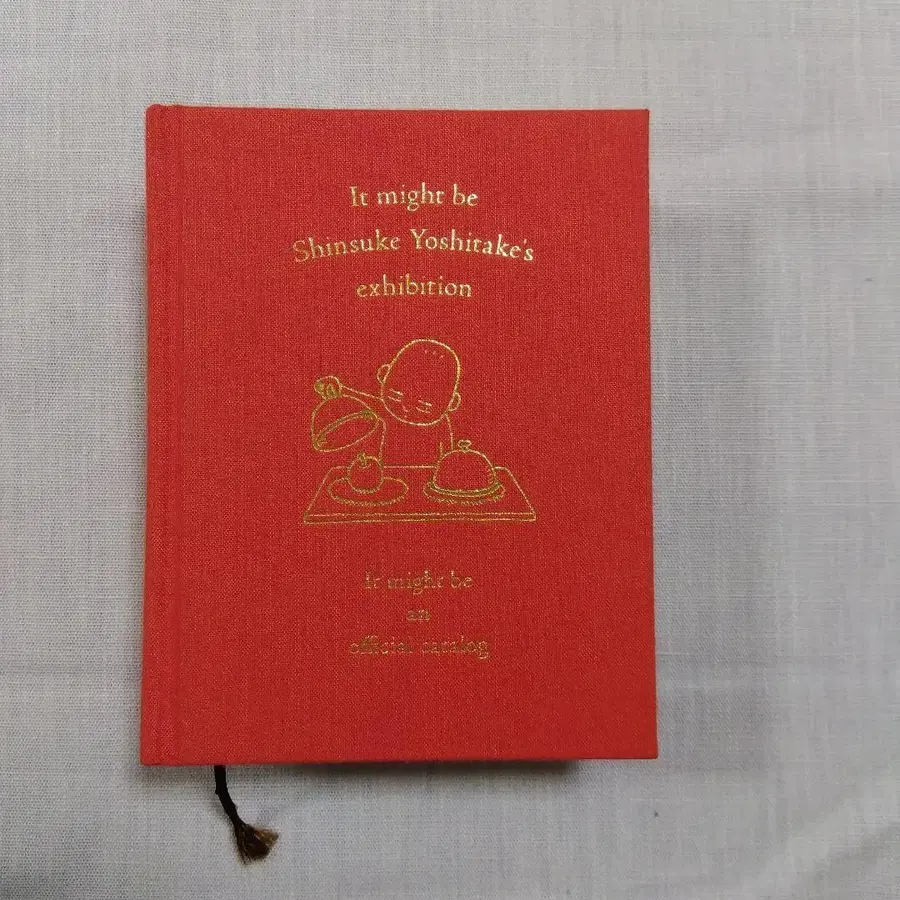 It might be
Shinsuke Yoshitake's
exhibition
It might be
an
official catalog